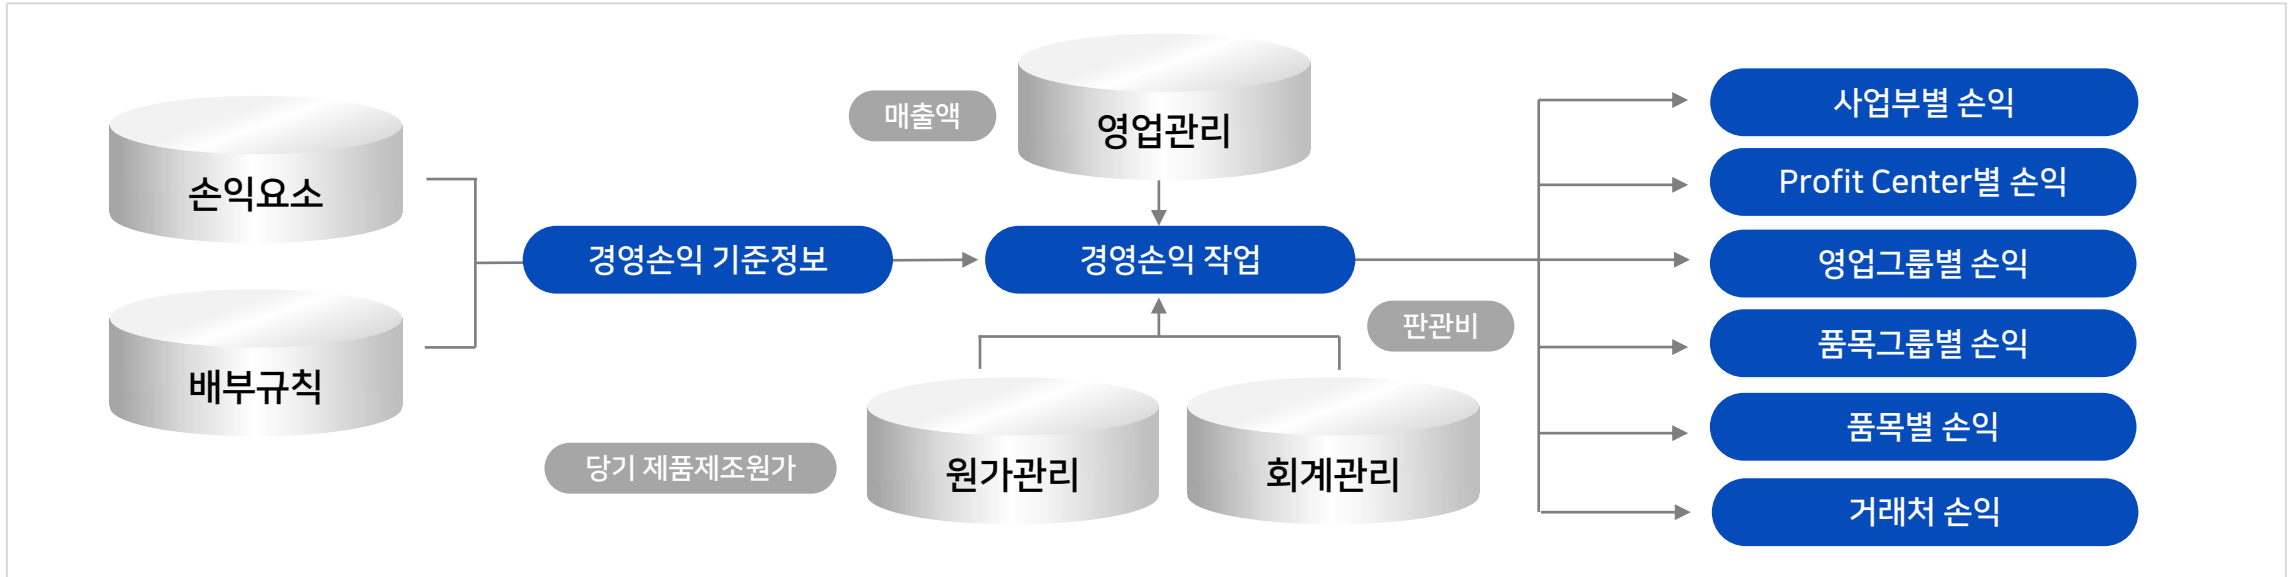 손익요소
배부규칙
경영손익 기준정보
매출액
영업관리
경영손익 작업
판관비
당기 제품제조원가
원가관리
회계관리
사업부별 손익
Profit Center별 손익
영업그룹별 손익
품목그룹별 손익
품목별 손익
거래처 손익